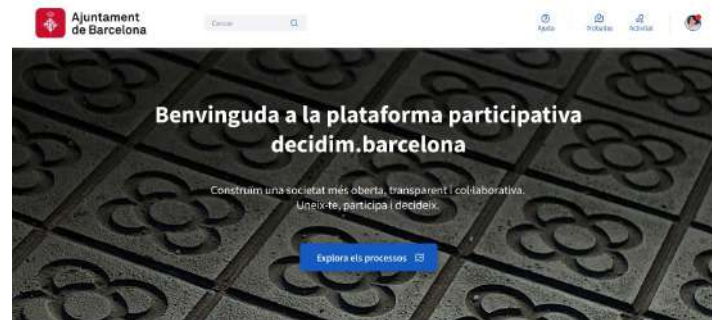 Ajuntament
de Barcelona
Cercar
Ajuda
Activitat
Benvinguda a la plataforma participativa
decidim.barcelona
Construïm una societat més oberta, transparent i col·laborativa.
Uneix-te, participa i decideix.
Explora els processos